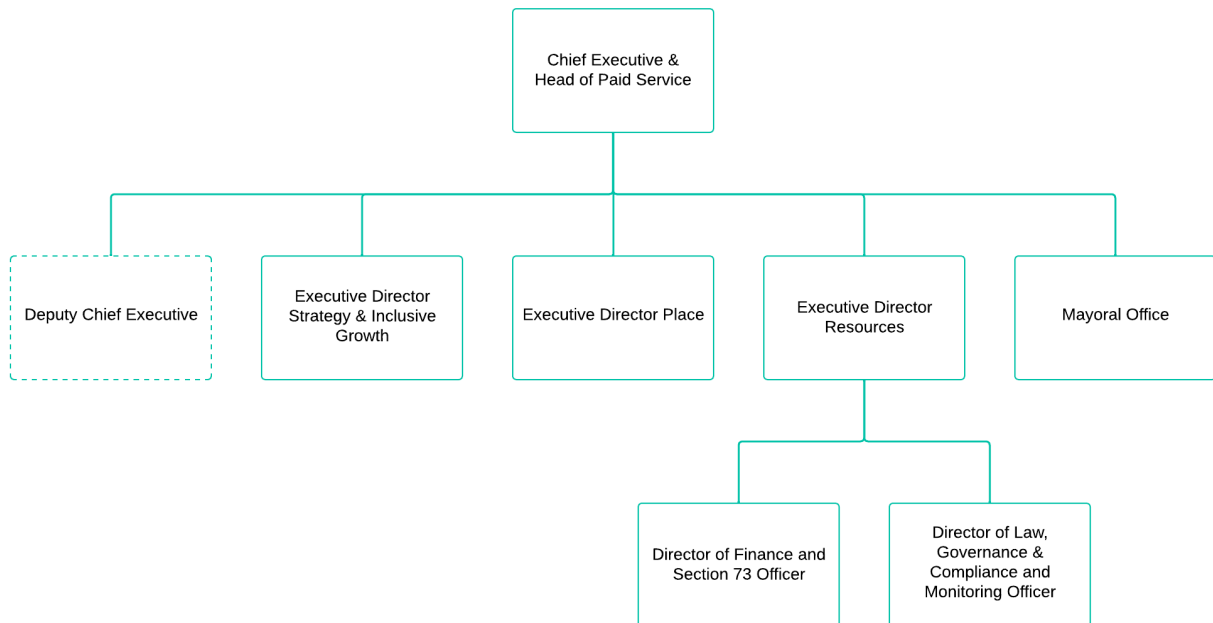 Chief Executive &
Head of Paid Service
Deputy Chief Executive
Executive Director
Strategy & Inclusive
Growth
Executive Director Place
Executive Director
Resources
Mayoral Office
Director of Finance and
Section 73 Officer
Director of Law,
Governance &
Compliance and
Monitoring Officer